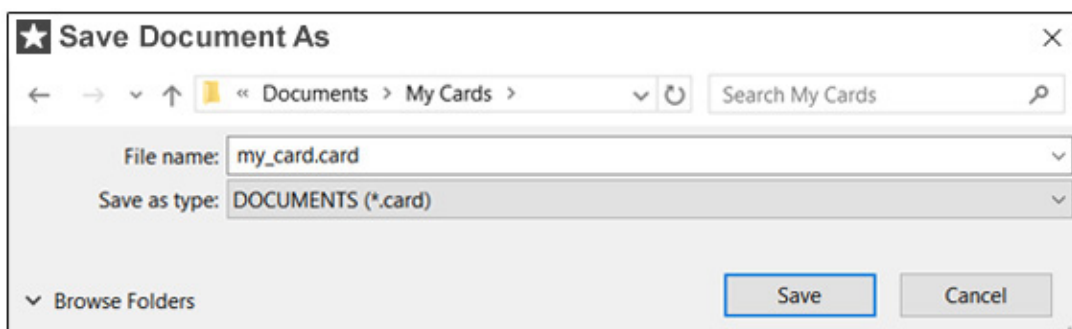 Save Document As
« Documents > My Cards >
Search My Cards
File name: my_card.card
Save as type: DOCUMENTS (*.card)
Browse Folders
Save
Cancel